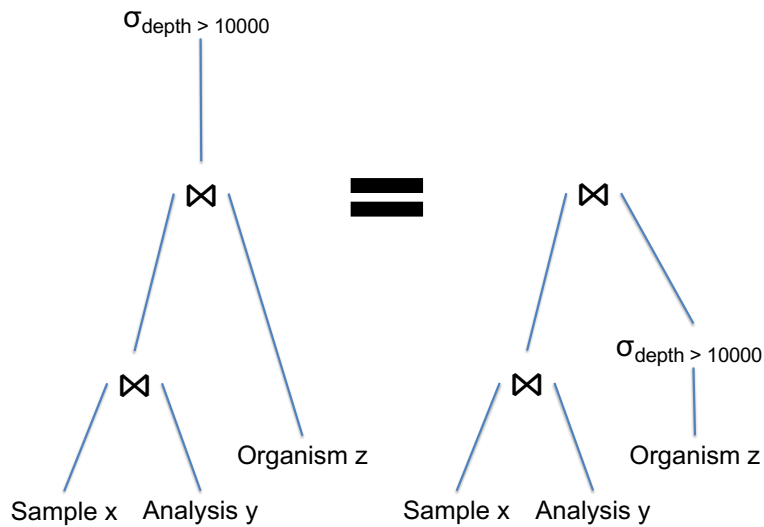 σdepth > 10000
⋈
=
⋈
σdepth > 10000
⋈
⋈
Organism z
Organism z
Sample x Analysis y
Sample x Analysis y